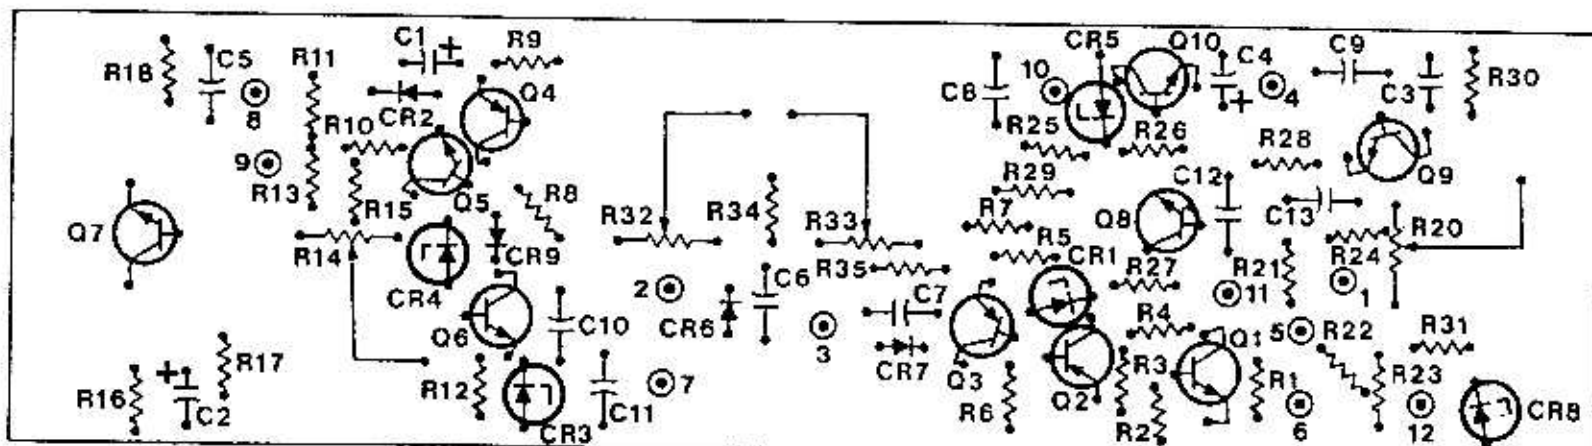 R18
C5
R11
C1
+
R9
CR5
Q10
C4
C9
C3
R30
8
CR2
Q4
C8
10
+
4
R10
R25
R26
R28
9
R13
R15
Q5
R8
R32
R34
R33
R29
R7
C12
C13
Q9
Q7
R14
CR9
R5
CR1
Q8
R21
R24
R20
CR4
R35
R27
2
C6
11
1
Q6
C10
CR6
3
C7
R4
Q1
5
R22
R31
R16
+
C2
R17
R12
C11
7
CR7
Q3
R3
R1
R23
CR3
R6
Q2
R2
6
12
CR8